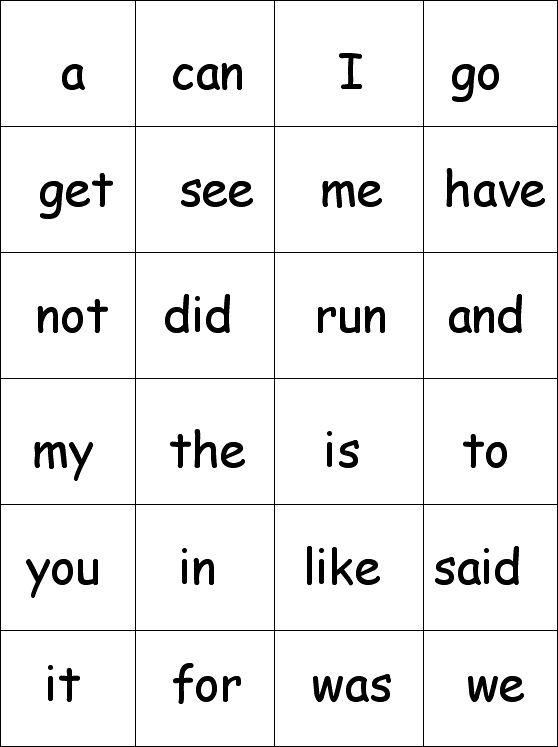 a can I go
get see me have
not did run and
my the is to
you in like said
it for was we